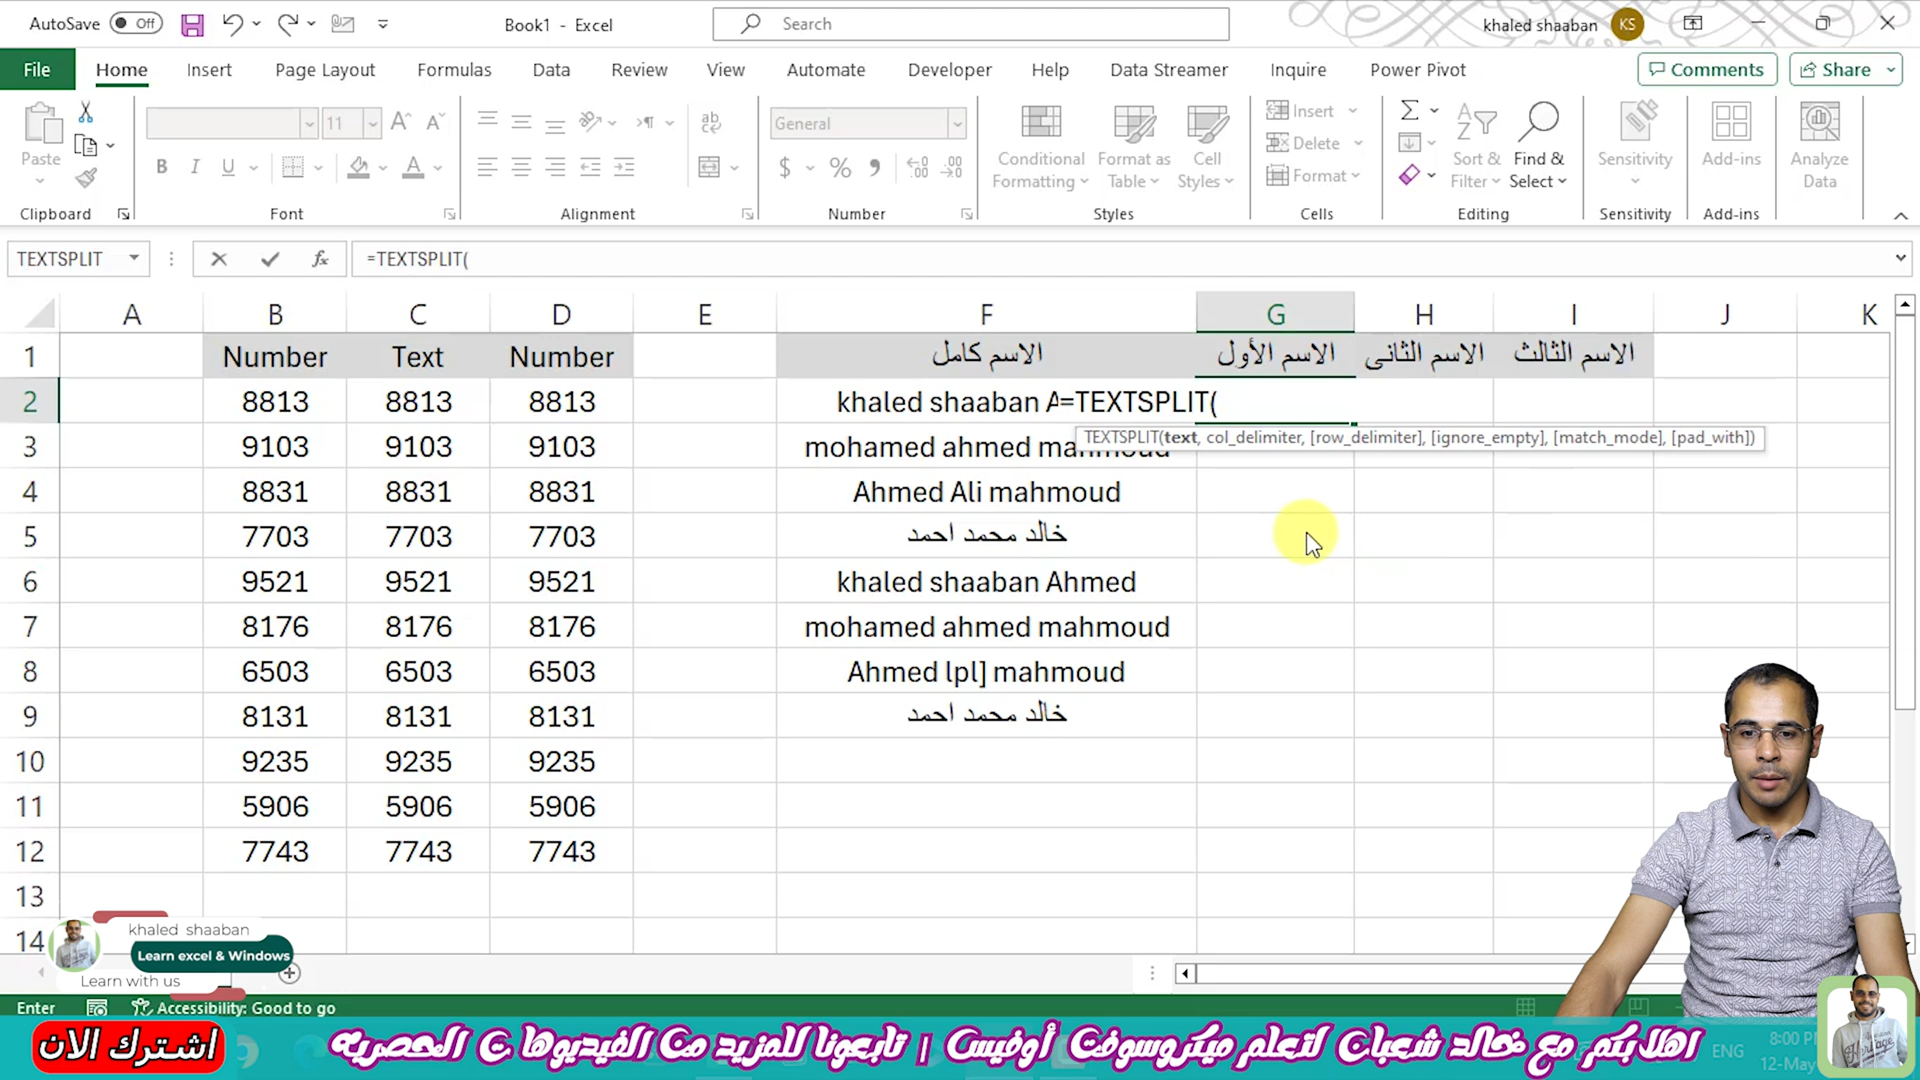 AutoSave Off Book1 - Excel Search khaled shaaban KS
File Home Insert Page Layout Formulas Data Review View Automate Developer Help Data Streamer Inquire Power Pivot Comments Share
Paste 11 General Conditional Formatting Format as Table Cell Styles Insert Delete Format Sort & Filter Find & Select Sensitivity Add-ins Analyze Data
Clipboard Font Alignment Number Styles Cells Editing Sensitivity Add-ins
TEXTSPLIT =TEXTSPLIT(
A B C D E F G H I J K
1 Number Text Number الاسم كامل الاسم الأول الاسم الثانى الاسم الثالث
2 8813 8813 8813 khaled shaaban A=TEXTSPLIT(
TEXTSPLIT(text, col_delimiter, [row_delimiter], [ignore_empty], [match_mode], [pad_with])
3 9103 9103 9103 mohamed ahmed mahmoud
4 8831 8831 8831 Ahmed Ali mahmoud
5 7703 7703 7703 خالد محمد احمد
6 9521 9521 9521 khaled shaaban Ahmed
7 8176 8176 8176 mohamed ahmed mahmoud
8 6503 6503 6503 Ahmed lpl] mahmoud
9 8131 8131 8131 خالد محمد احمد
10 9235 9235 9235
11 5906 5906 5906
12 7743 7743 7743
13
14
khaled shaaban
Learn excel & Windows
Learn with us
Enter Accessibility: Good to go
اشترك الان
اهلا بكم مع خالد شعبان لتعلم ميكروسوفت أوفيس | تابعونا للمزيد من الفيديوهات الحصريه
ENG 8:00
12-May